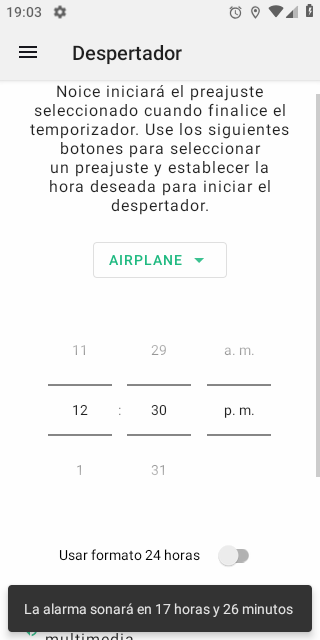 19:03
Despertador
Noice iniciará el preajuste
seleccionado cuando finalice el
temporizador. Use los siguientes
botones para seleccionar
un preajuste y establecer la
hora deseada para iniciar el
despertador.
AIRPLANE
11 29 a. m.
12 : 30 p. m.
1 31
Usar formato 24 horas
La alarma sonará en 17 horas y 26 minutos
multimedia